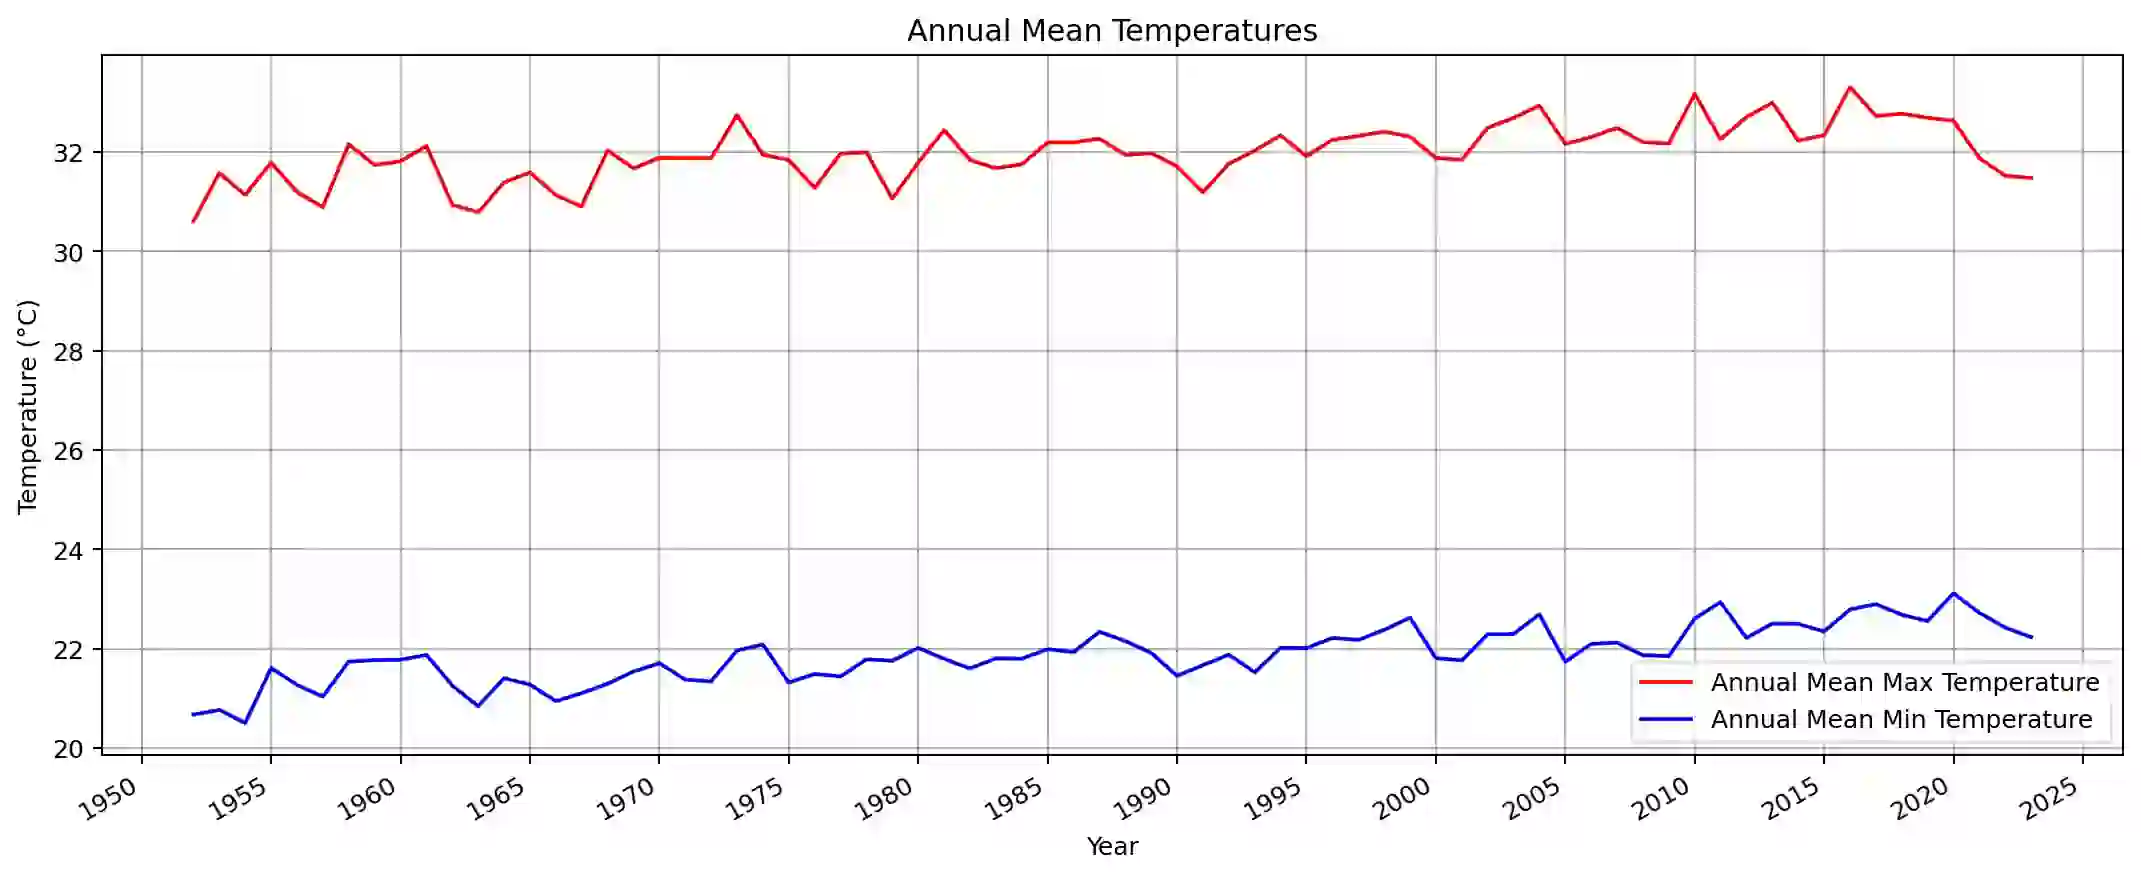 Annual Mean Temperatures
Temperature (°C)
32
30
28
26
24
22
20
1950 1955 1960 1965 1970 1975 1980 1985 1990 1995 2000 2005 2010 2015 2020 2025
Year
Annual Mean Max Temperature
Annual Mean Min Temperature